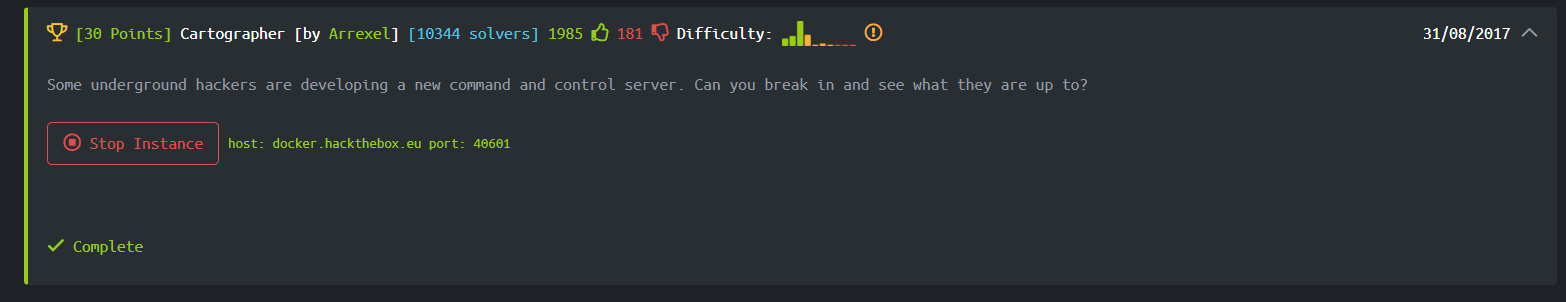 [30 Points] Cartographer [by Arrexel] [10344 solvers] 1985 181 Difficulty: 31/08/2017
Some underground hackers are developing a new command and control server. Can you break in and see what they are up to?
Stop Instance host: docker.hackthebox.eu port: 40601
Complete